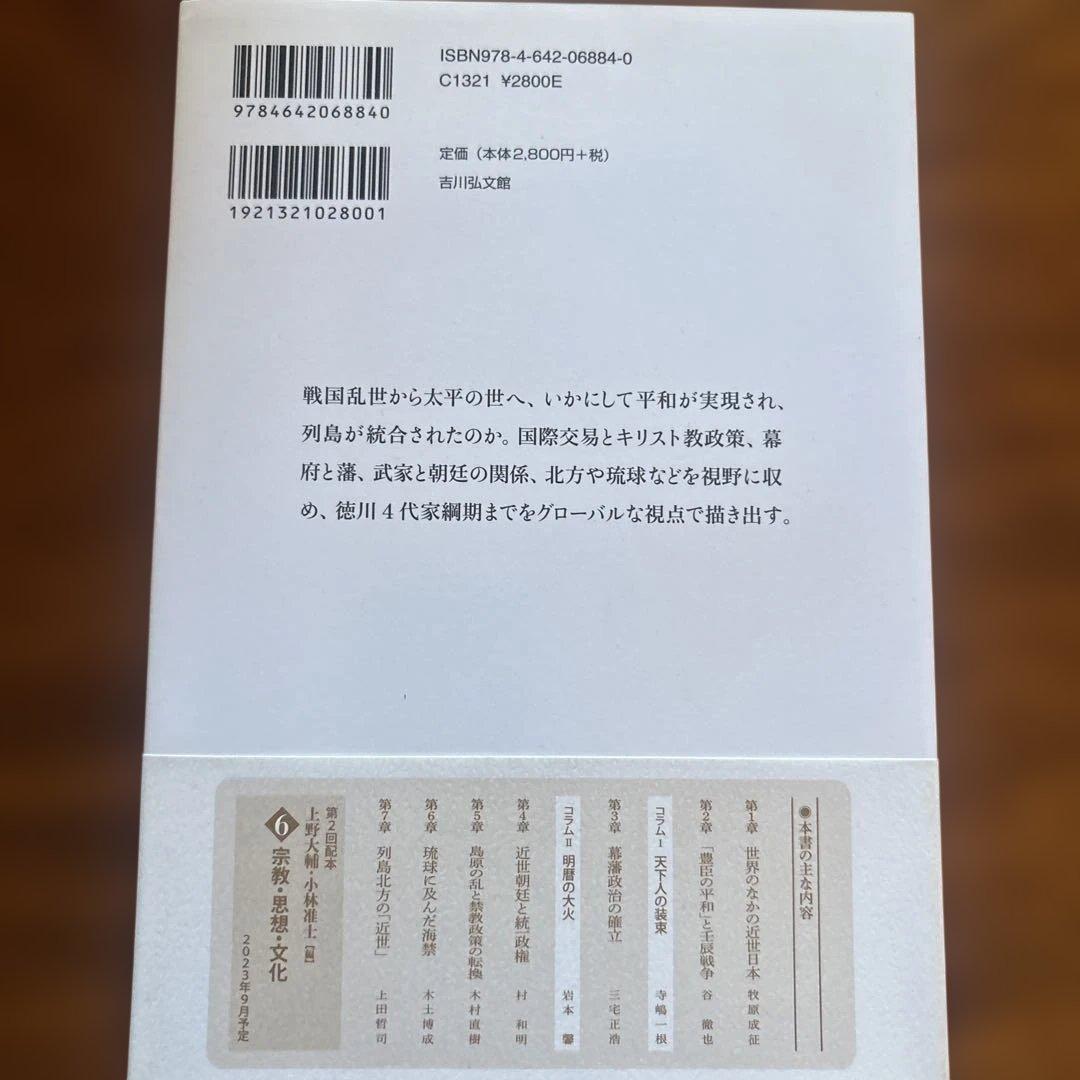 ISBN978-4-642-06884-0
C1321 ¥2800E
9784642068840
定価（本体2,800円＋税）
吉川弘文館
1921321028001
戦国乱世から太平の世へ、いかにして平和が実現され、
列島が統合されたのか。国際交易とキリスト教政策、幕
府と藩、武家と朝廷の関係、北方や琉球などを視野に収
め、徳川4代家綱期までをグローバルな視点で描き出す。
◉本書の主な内容
第1章 世界のなかの近世日本 牧原成征
第2章 「豊臣の平和」と壬辰戦争 谷 徹也
コラムⅠ 天下人の装束 寺嶋一根
第3章 幕藩政治の確立 三宅正浩
コラムⅡ 明暦の大火 岩本 馨
第4章 近世朝廷と統一政権 村 和明
第5章 島原の乱と禁教政策の転換 木村直樹
第6章 琉球に及んだ海禁 木土博成
第7章 列島北方の「近世」 上田哲司
第2回配本
上野大輔・小林准士［編］
6 宗教・思想・文化
2023年9月予定